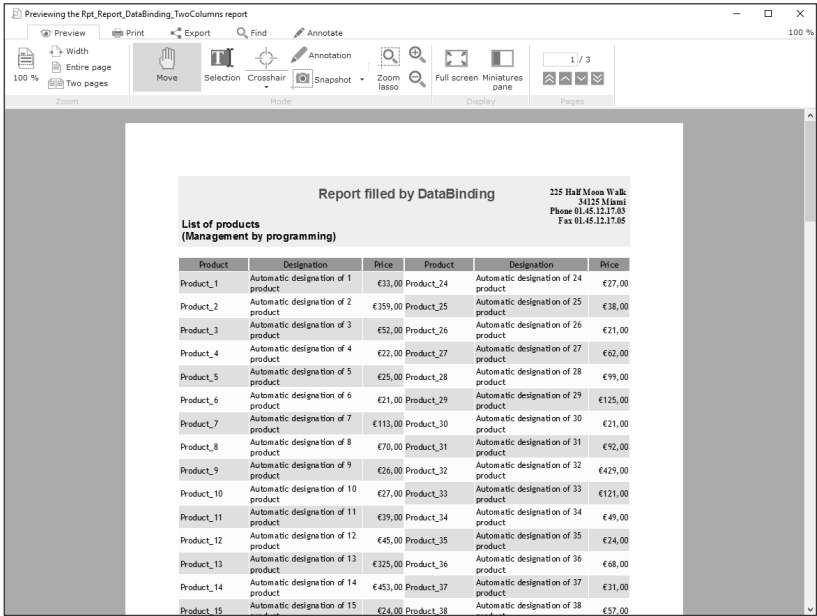 Previewing the Rpt_Report_DataBinding_TwoColumns report
Preview Print Export Find Annotate 100 %
100 %
Width
Entire page
Two pages
Zoom
Move
Selection
Crosshair
Annotation
Snapshot
Zoom lasso
Mode
Full screen
Miniatures pane
Display
1 / 3
Pages
Report filled by DataBinding
225 Half Moon Walk
34125 Miami
Phone 01.45.12.17.03
Fax 01.45.12.17.05
List of products
(Management by programming)
Product Designation Price Product Designation Price
Product_1 Automatic designation of 1 product €33,00 Product_24 Automatic designation of 24 product €27,00
Product_2 Automatic designation of 2 product €359,00 Product_25 Automatic designation of 25 product €38,00
Product_3 Automatic designation of 3 product €52,00 Product_26 Automatic designation of 26 product €21,00
Product_4 Automatic designation of 4 product €22,00 Product_27 Automatic designation of 27 product €62,00
Product_5 Automatic designation of 5 product €25,00 Product_28 Automatic designation of 28 product €99,00
Product_6 Automatic designation of 6 product €21,00 Product_29 Automatic designation of 29 product €125,00
Product_7 Automatic designation of 7 product €113,00 Product_30 Automatic designation of 30 product €21,00
Product_8 Automatic designation of 8 product €70,00 Product_31 Automatic designation of 31 product €92,00
Product_9 Automatic designation of 9 product €26,00 Product_32 Automatic designation of 32 product €429,00
Product_10 Automatic designation of 10 product €27,00 Product_33 Automatic designation of 33 product €121,00
Product_11 Automatic designation of 11 product €39,00 Product_34 Automatic designation of 34 product €49,00
Product_12 Automatic designation of 12 product €45,00 Product_35 Automatic designation of 35 product €24,00
Product_13 Automatic designation of 13 product €325,00 Product_36 Automatic designation of 36 product €68,00
Product_14 Automatic designation of 14 product €453,00 Product_37 Automatic designation of 37 product €31,00
Product_15 Automatic designation of 15 €24,00 Product_38 Automatic designation of 38 €57,00